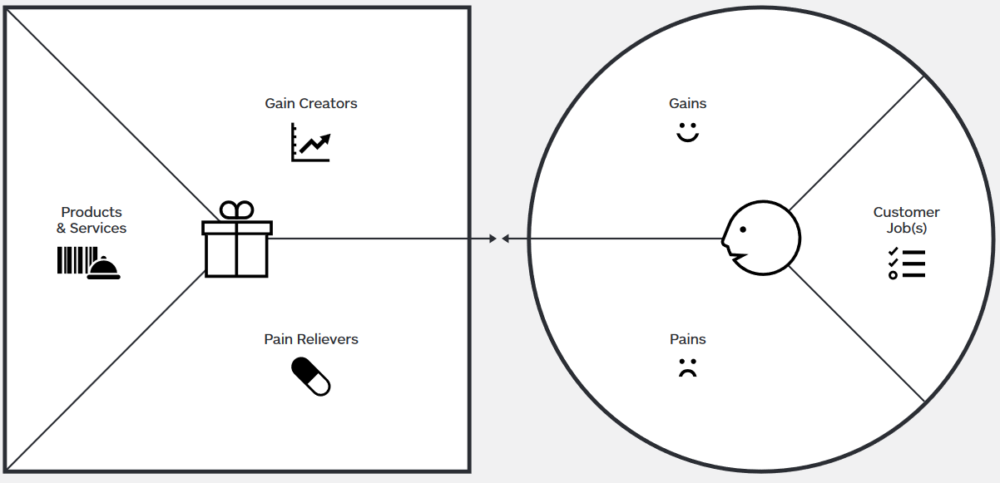 Gain Creators
Products
& Services
Pain Relievers
Gains
Customer
Job(s)
Pains